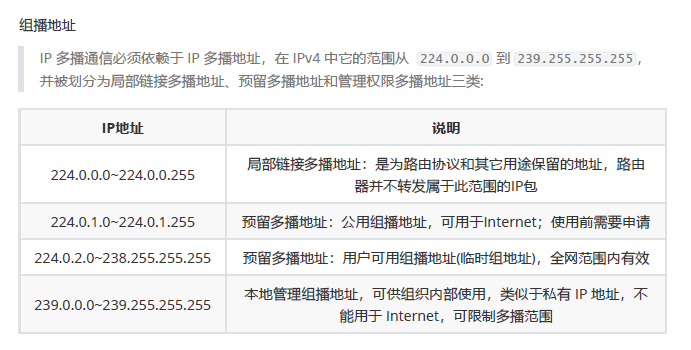 组播地址
IP 多播通信必须依赖于 IP 多播地址，在 IPv4 中它的范围从 224.0.0.0 到 239.255.255.255，
并被划分为局部链接多播地址、预留多播地址和管理权限多播地址三类:
IP地址 说明
224.0.0.0~224.0.0.255 局部链接多播地址：是为路由协议和其它用途保留的地址，路由
器并不转发属于此范围的IP包
224.0.1.0~224.0.1.255 预留多播地址：公用组播地址，可用于Internet；使用前需要申请
224.0.2.0~238.255.255.255 预留多播地址：用户可用组播地址(临时组地址)，全网范围内有效
239.0.0.0~239.255.255.255 本地管理组播地址，可供组织内部使用，类似于私有 IP 地址，不
能用于 Internet，可限制多播范围